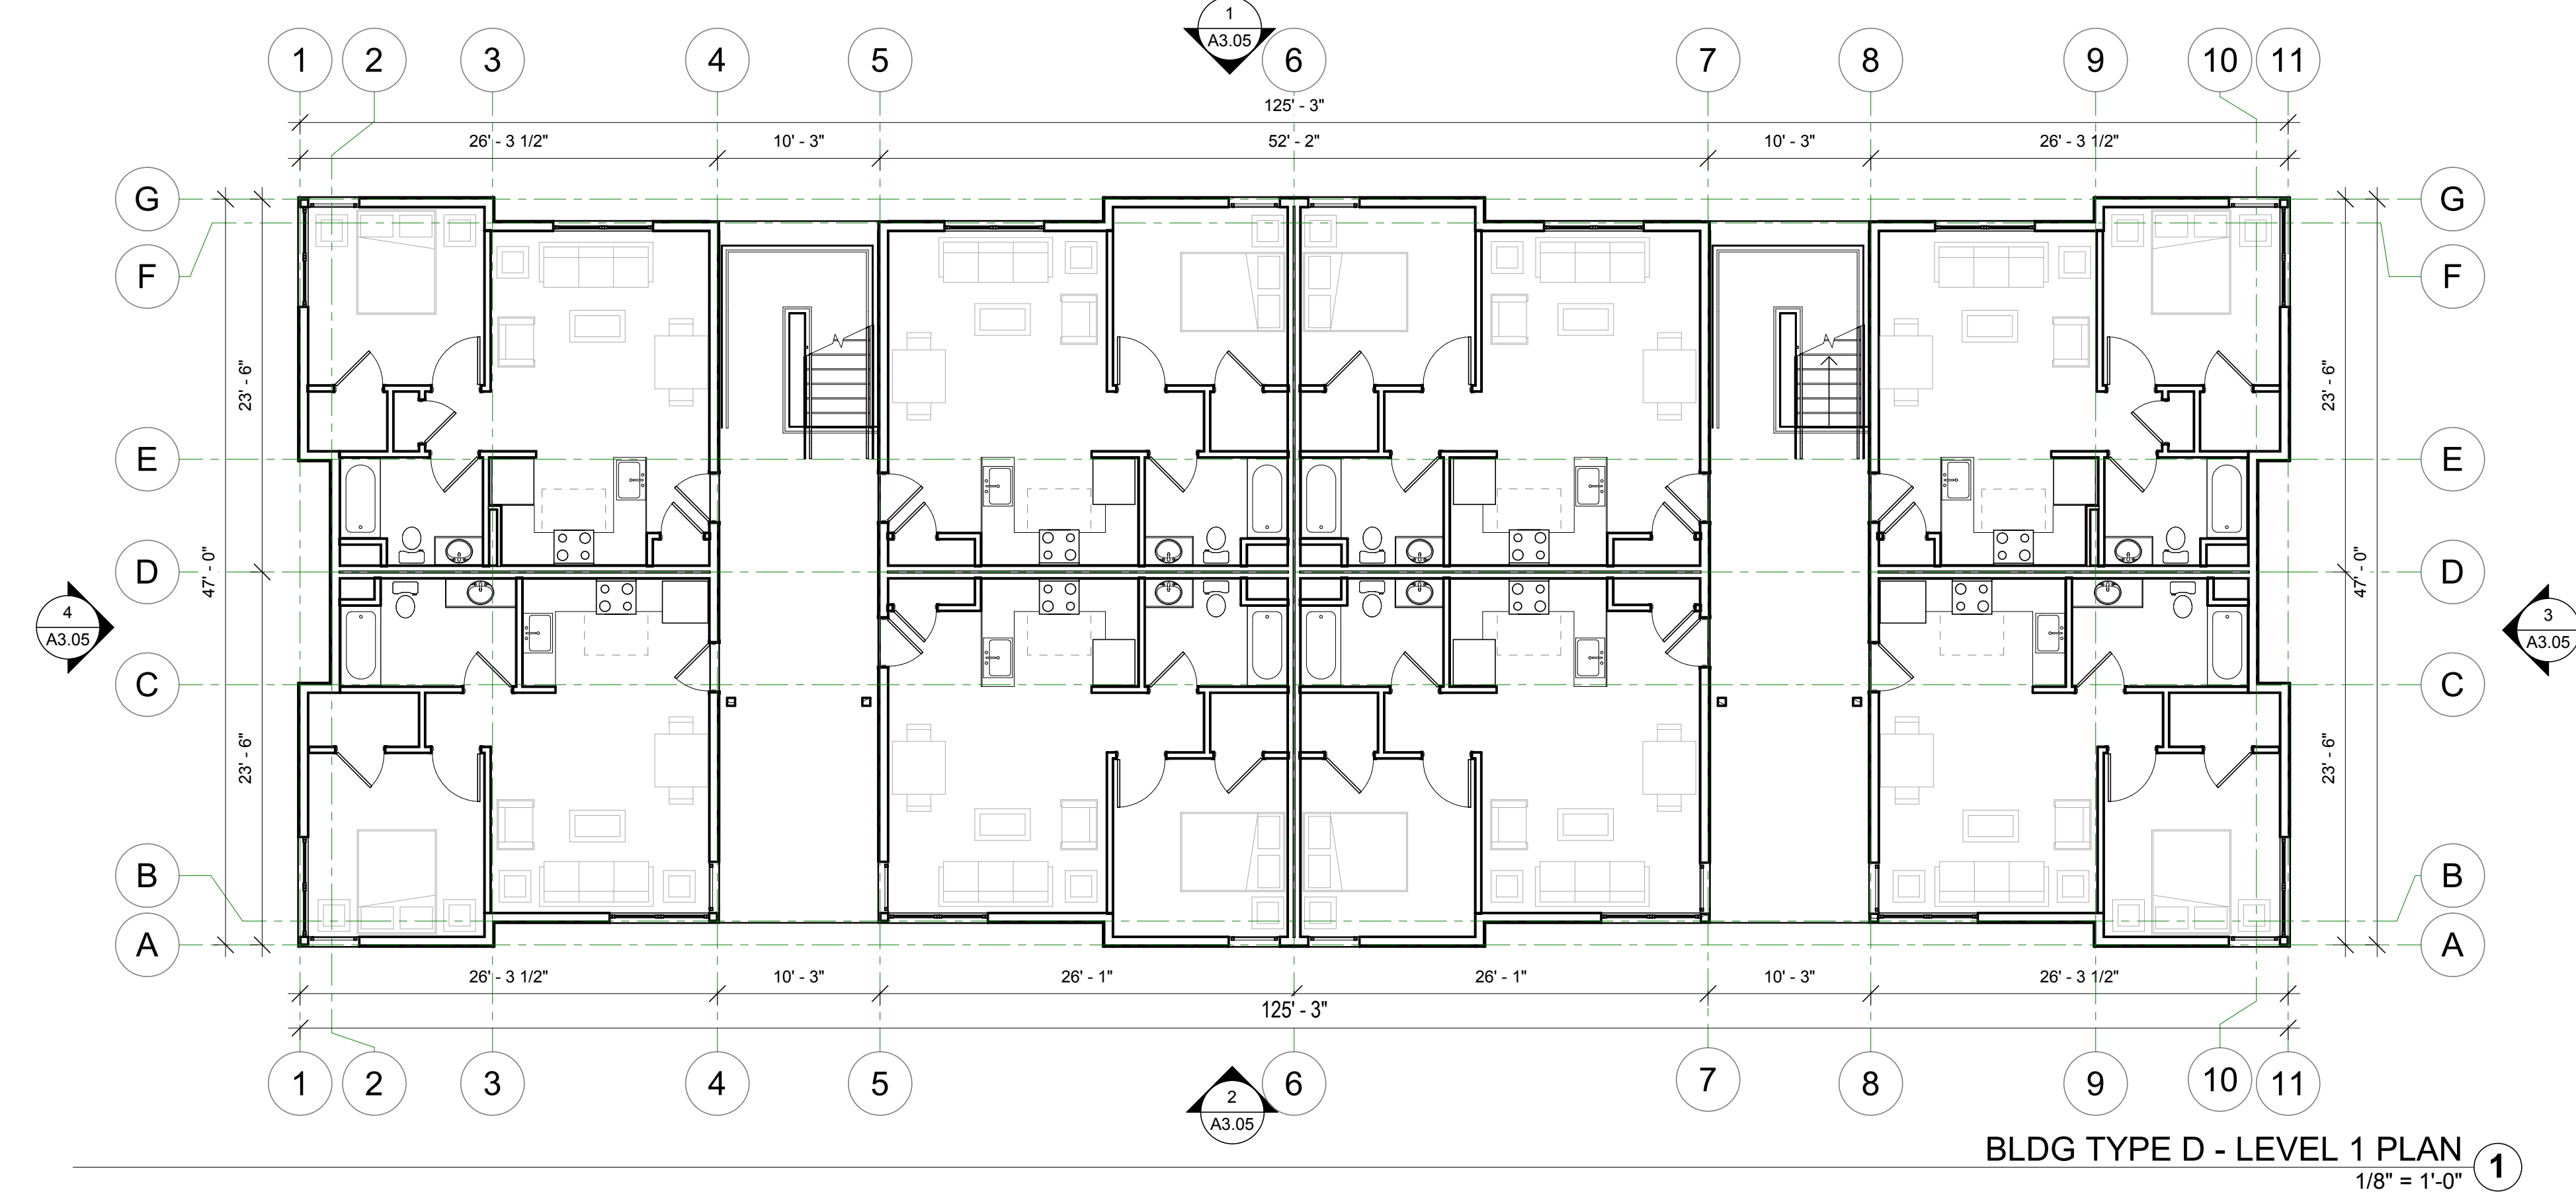 1
A3.05
1 2 3 4 5 6 7 8 9 10 11
125' - 3"
26' - 3 1/2" 10' - 3" 52' - 2" 10' - 3" 26' - 3 1/2"
G G
F F
23' - 6" 23' - 6"
E E
47' - 0" D D 47' - 0"
4
A3.05
3
A3.05
C C
23' - 6" 23' - 6"
B B
A A
26' - 3 1/2" 10' - 3" 26' - 1" 26' - 1" 10' - 3" 26' - 3 1/2"
125' - 3"
1 2 3 4 5 6 7 8 9 10 11
2
A3.05
BLDG TYPE D - LEVEL 1 PLAN 1
1/8" = 1'-0"